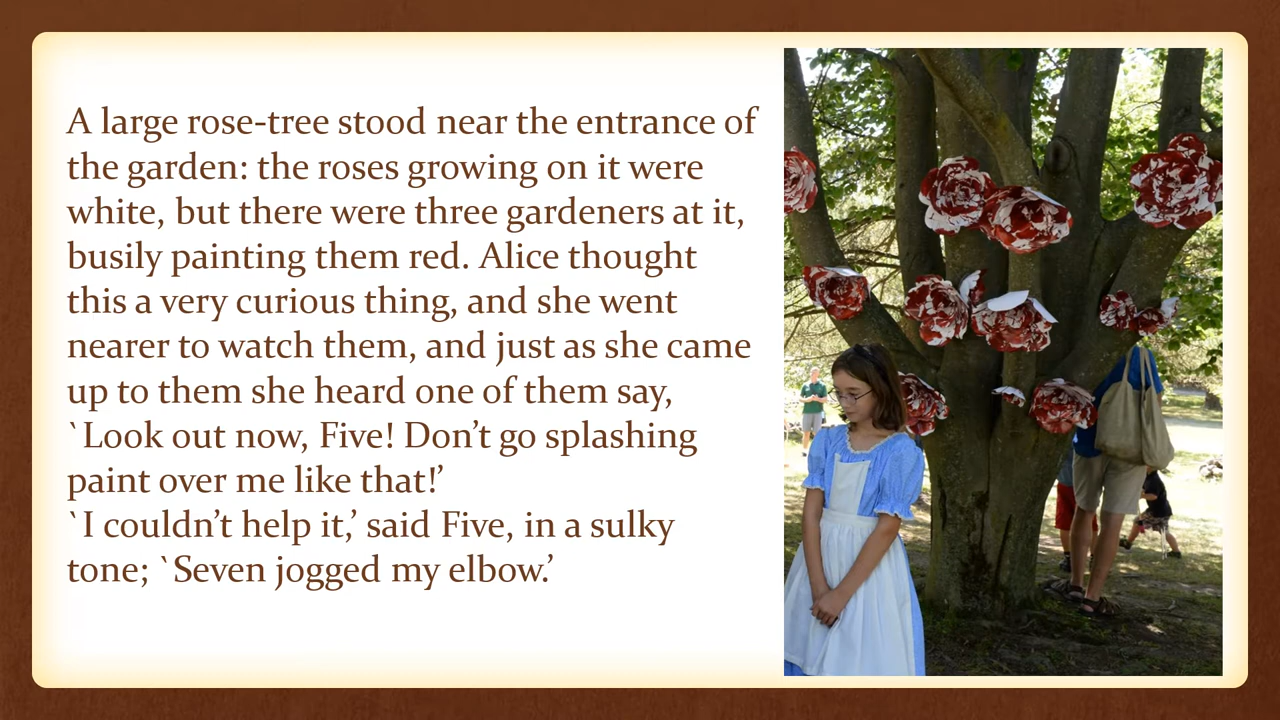 A large rose-tree stood near the entrance of
the garden: the roses growing on it were
white, but there were three gardeners at it,
busily painting them red. Alice thought
this a very curious thing, and she went
nearer to watch them, and just as she came
up to them she heard one of them say,
`Look out now, Five! Don’t go splashing
paint over me like that!’
`I couldn’t help it,’ said Five, in a sulky
tone; `Seven jogged my elbow.’